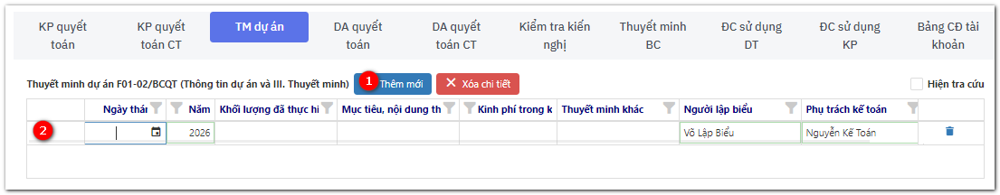 KP quyết toán
KP quyết toán CT
TM dự án
DA quyết toán
DA quyết toán CT
Kiểm tra kiến nghị
Thuyết minh BC
ĐC sử dụng DT
ĐC sử dụng KP
Bảng CĐ tài khoản
Thuyết minh dự án F01-02/BCQT (Thông tin dự án và III. Thuyết minh)
1 Thêm mới
Xóa chi tiết
Hiện tra cứu
Ngày thán
Năm
Khối lượng đã thực hi
Mục tiêu, nội dung th
Kinh phí trong k
Thuyết minh khác
Người lập biểu
Phụ trách kế toán
2
2026
Võ Lập Biểu
Nguyễn Kế Toán